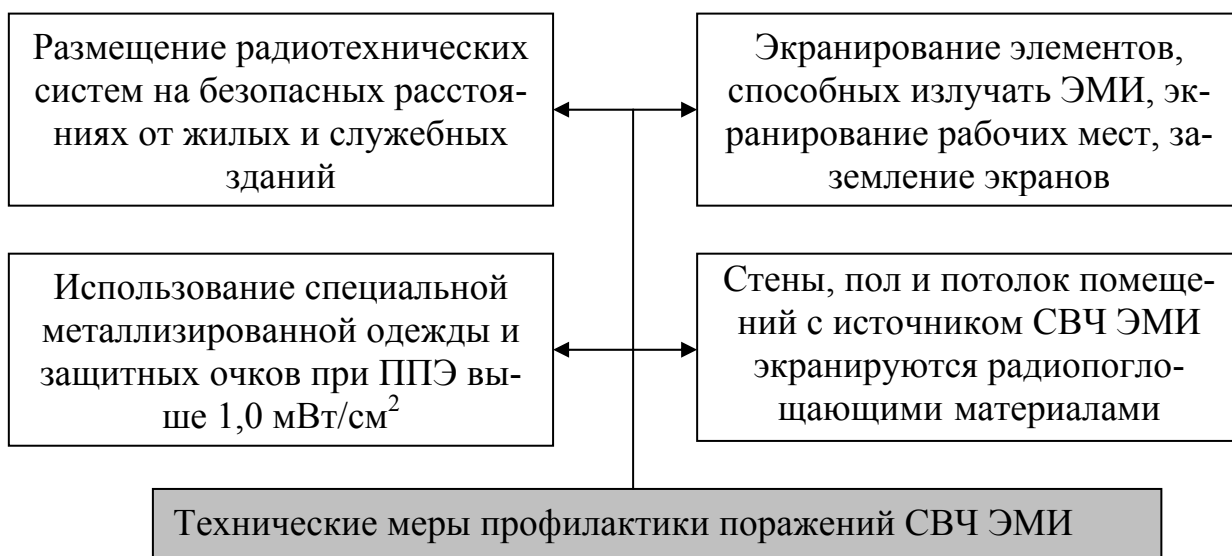 Размещение радиотехнических
систем на безопасных расстоя-
ниях от жилых и служебных
зданий
Экранирование элементов,
способных излучать ЭМИ, эк-
ранирование рабочих мест, за-
земление экранов
Использование специальной
металлизированной одежды и
защитных очков при ППЭ вы-
ше 1,0 мВт/см²
Стены, пол и потолок помеще-
ний с источником СВЧ ЭМИ
экранируются радиопогло-
щающими материалами
Технические меры профилактики поражений СВЧ ЭМИ